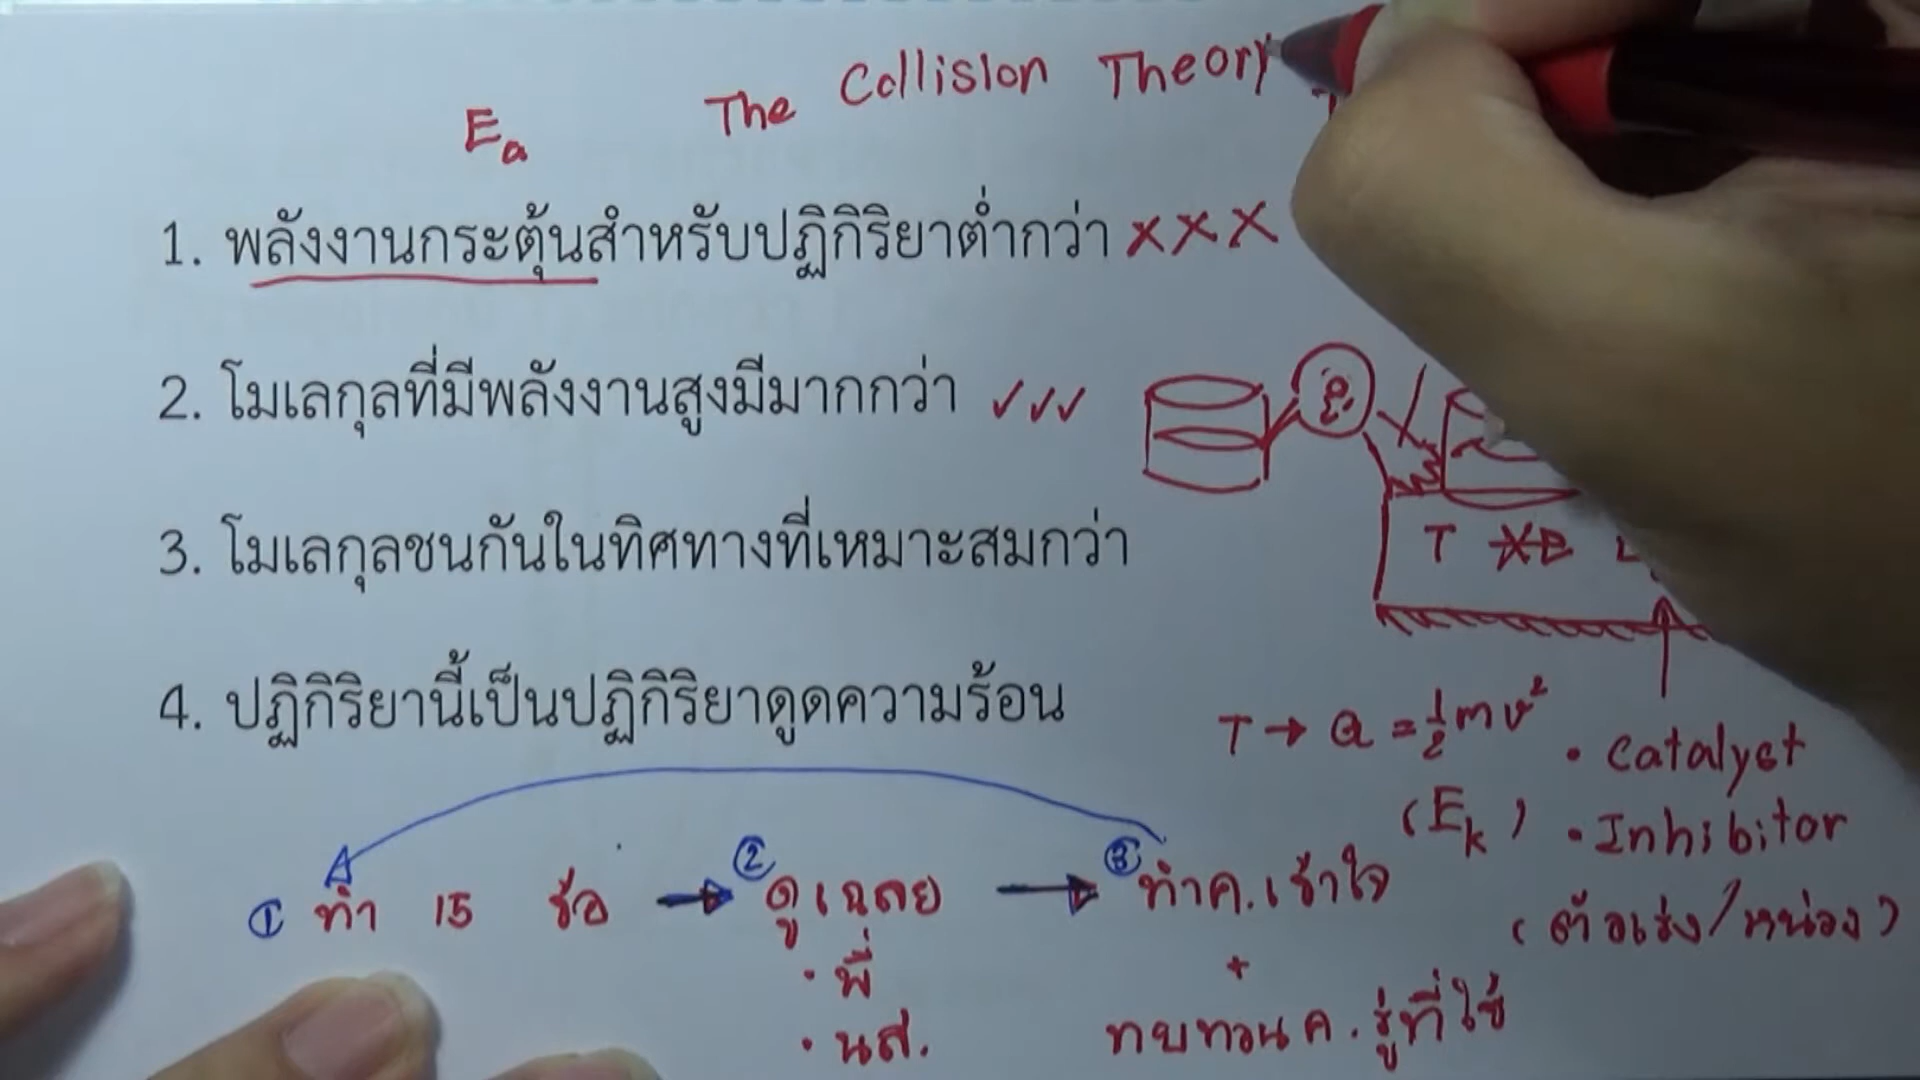 The Collision Theory
Ea
1. พลังงานกระตุ้นสำหรับปฏิกิริยาต่ำกว่า XXX
2. โมเลกุลที่มีพลังงานสูงมีมากกว่า ✓✓✓
3. โมเลกุลชนกันในทิศทางที่เหมาะสมกว่า
T
4. ปฏิกิริยานี้เป็นปฏิกิริยาดูดความร้อน
T → Q = ½mv²
(Ek)
• Catalyst
• Inhibitor
(ตัวเร่ง/หน่วง)
① ทำ 15 ข้อ → ② ดูเฉลย → ③ ทำค.เข้าใจ
• พี่
• นส.
+
ทบทวนค.รู้ที่ใช้